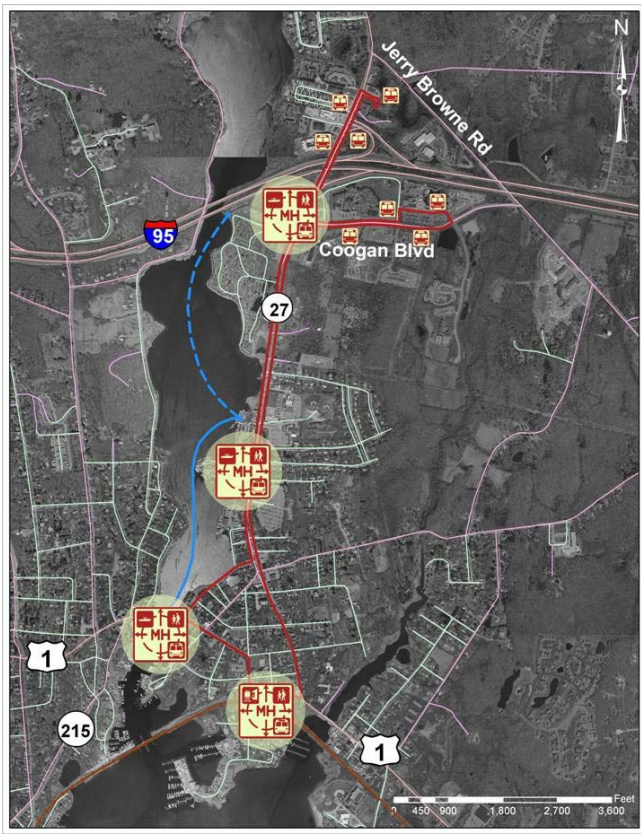 N
Jerry Browne Rd
MH
95
Coogan Blvd
27
MH
MH
1
MH
215
1
Feet
0 450 900 1,800 2,700 3,600